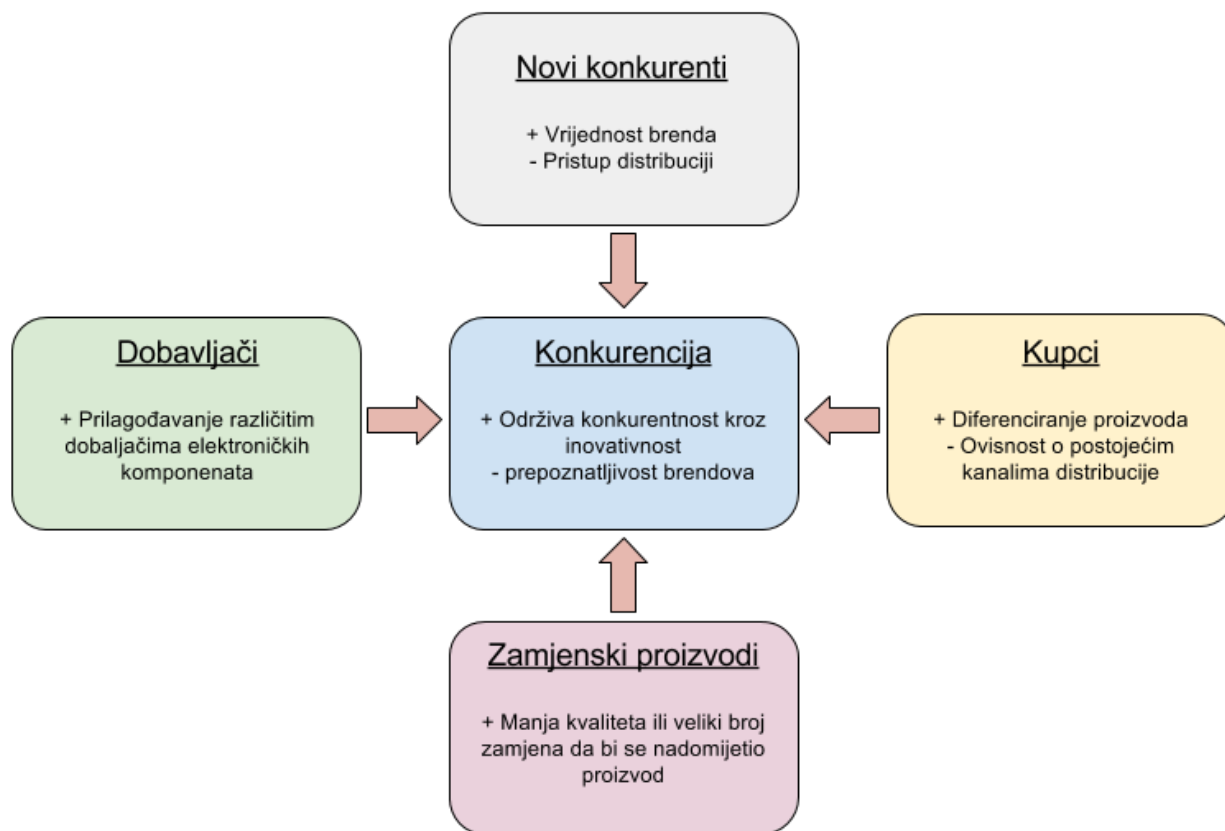 Novi konkurenti
+ Vrijednost brenda
- Pristup distribuciji
Dobavljači
+ Prilagođavanje različitim
dobaljačima elektroničkih
komponenata
Konkurencija
+ Održiva konkurentnost kroz
inovativnost
- prepoznatljivost brendova
Kupci
+ Diferenciranje proizvoda
- Ovisnost o postojećim
kanalima distribucije
Zamjenski proizvodi
+ Manja kvaliteta ili veliki broj
zamjena da bi se nadomijetio
proizvod